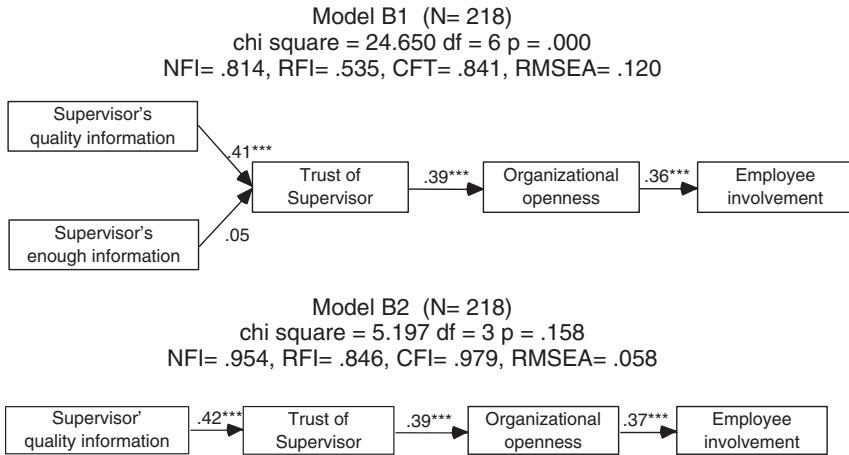 Model B1 (N= 218)
chi square = 24.650 df = 6 p = .000
NFI= .814, RFI= .535, CFT= .841, RMSEA= .120
Supervisor's
quality information
.41***
Trust of
Supervisor
.39***
Organizational
openness
.36***
Employee
involvement
.05
Supervisor's
enough information
Model B2 (N= 218)
chi square = 5.197 df = 3 p = .158
NFI= .954, RFI= .846, CFI= .979, RMSEA= .058
Supervisor'
quality information
.42***
Trust of
Supervisor
.39***
Organizational
openness
.37***
Employee
involvement